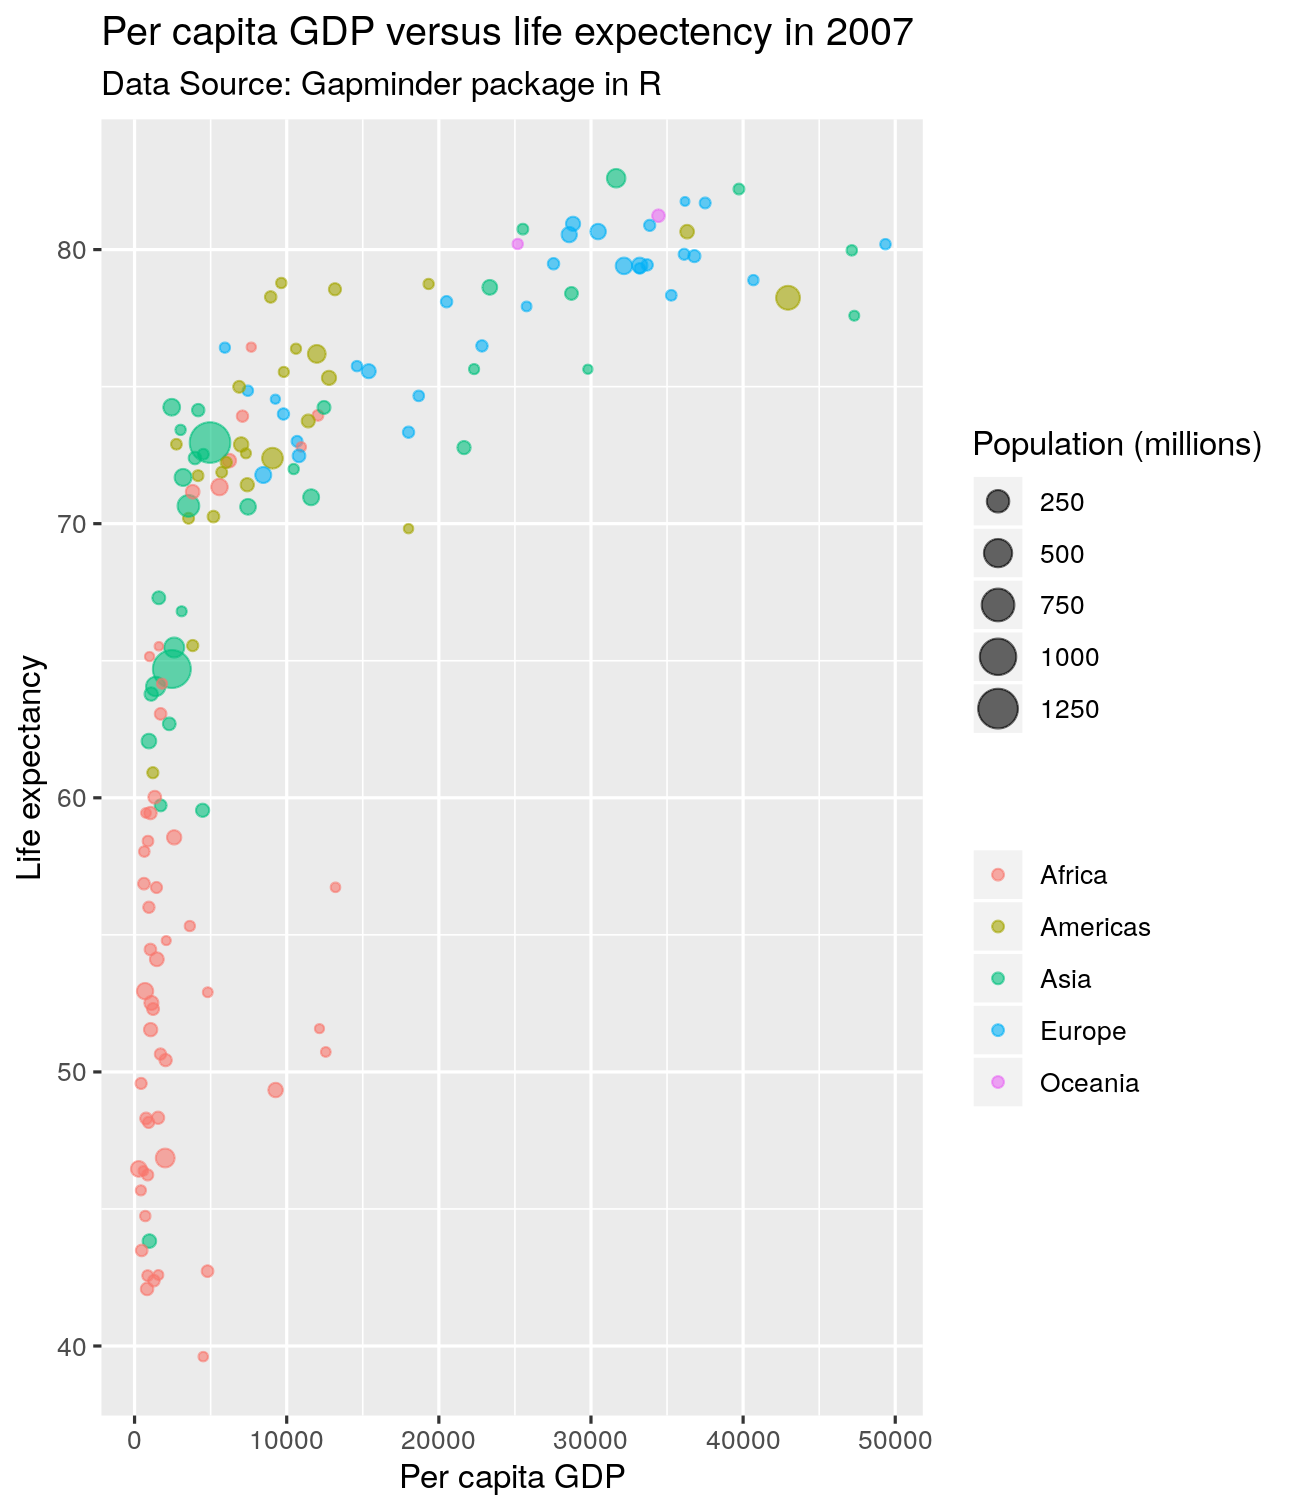 Per capita GDP versus life expectency in 2007
Data Source: Gapminder package in R
Life expectancy
80
70
60
50
40
0 10000 20000 30000 40000 50000
Per capita GDP
Population (millions)
250
500
750
1000
1250
Africa
Americas
Asia
Europe
Oceania